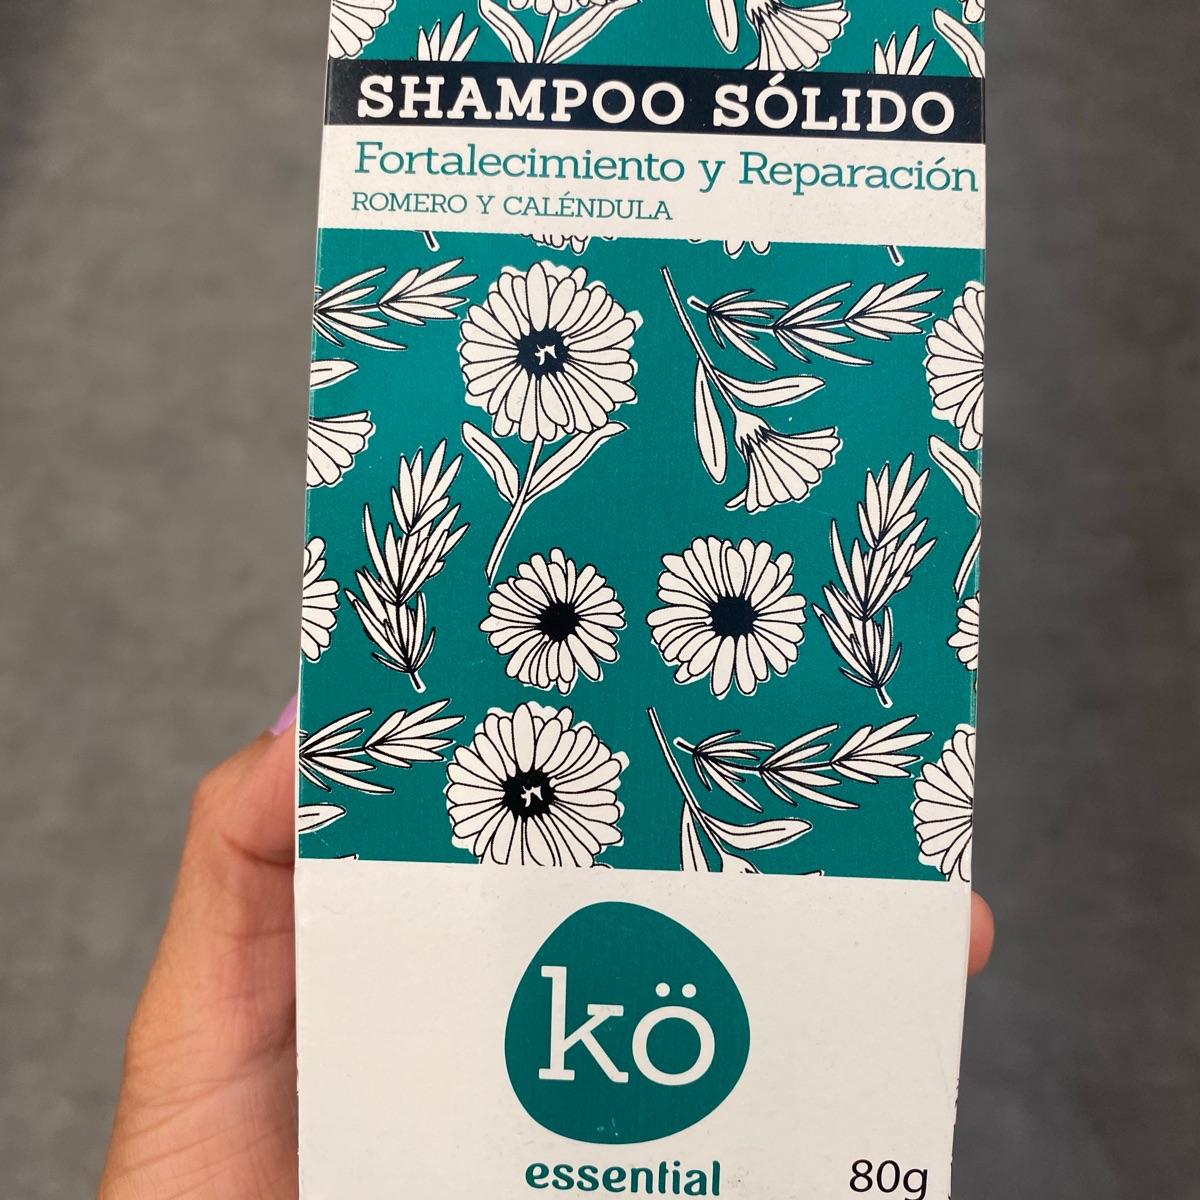 SHAMPOO SÓLIDO
Fortalecimiento y Reparación
ROMERO Y CALÉNDULA
kö
essential
80g